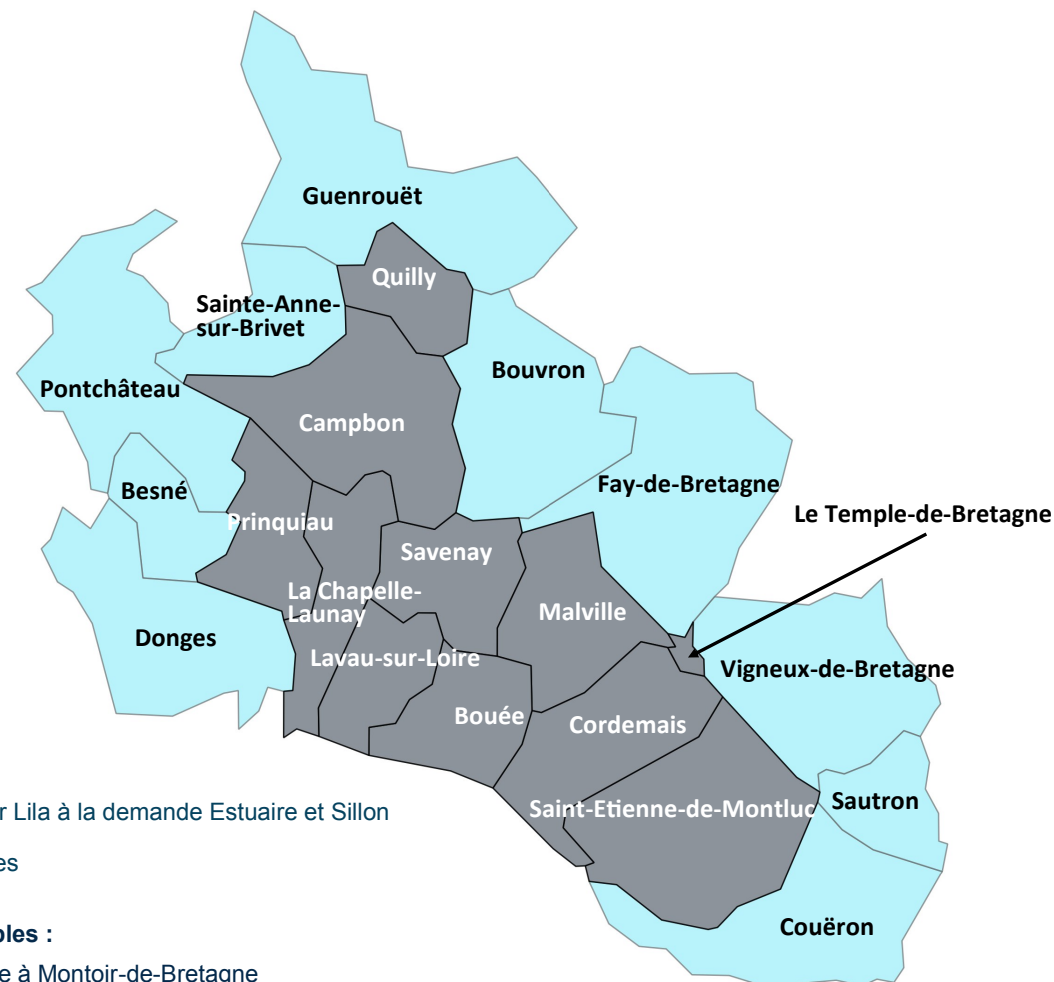 Guenrouët
Quilly
Sainte-Anne-
sur-Brivet
Bouvron
Pontchâteau
Campbon
Fay-de-Bretagne
Besné
Le Temple-de-Bretagne
Prinquiau
Savenay
La Chapelle-
Launay
Malville
Donges
Lavau-sur-Loire
Vigneux-de-Bretagne
Bouée
Cordemais
Saint-Etienne-de-Montluc
Sautron
r Lila à la demande Estuaire et Sillon
es
Couëron
bles :
e à Montoir-de-Bretagne